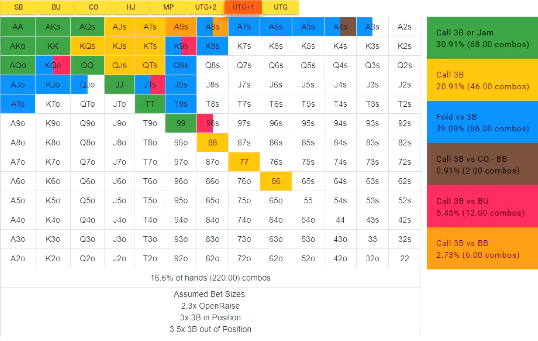 SB BU CO HJ MP UTG+2 UTG+1 UTG
AA AKs AQs AJs ATs A9s A8s A7s A6s A5s A4s A3s A2s
AKo KK KQs KJs KTs K9s K8s K7s K6s K5s K4s K3s K2s
AQo KQo QQ QJs QTs Q9s Q8s Q7s Q6s Q5s Q4s Q3s Q2s
AJo KJo QJo JJ JTs J9s J8s J7s J6s J5s J4s J3s J2s
ATo KTo QTo JTo TT T9s T8s T7s T6s T5s T4s T3s T2s
A9o K9o Q9o J9o T9o 99 98s 97s 96s 95s 94s 93s 92s
A8o K8o Q8o J8o T8o 98o 88 87s 86s 85s 84s 83s 82s
A7o K7o Q7o J7o T7o 97o 87o 77 76s 75s 74s 73s 72s
A6o K6o Q6o J6o T6o 96o 86o 76o 66 65s 64s 63s 62s
A5o K5o Q5o J5o T5o 95o 85o 75o 65o 55 54s 53s 52s
A4o K4o Q4o J4o T4o 94o 84o 74o 64o 54o 44 43s 42s
A3o K3o Q3o J3o T3o 93o 83o 73o 63o 53o 43o 33 32s
A2o K2o Q2o J2o T2o 92o 82o 72o 62o 52o 42o 32o 22
16.6% of hands (220.00) combos
Assumed Bet Sizes:
2.3x OpenRaise
3x 3B in Position
3.5x 3B out of Position
Call 3B or Jam
30.91% (68.00 combos)
Call 3B
20.91% (46.00 combos)
Fold vs 3B
39.09% (86.00 combos)
Call 3B vs CO - BB
0.91% (2.00 combos)
Call 3B vs BU
5.45% (12.00 combos)
Call 3B vs BB
2.73% (6.00 combos)